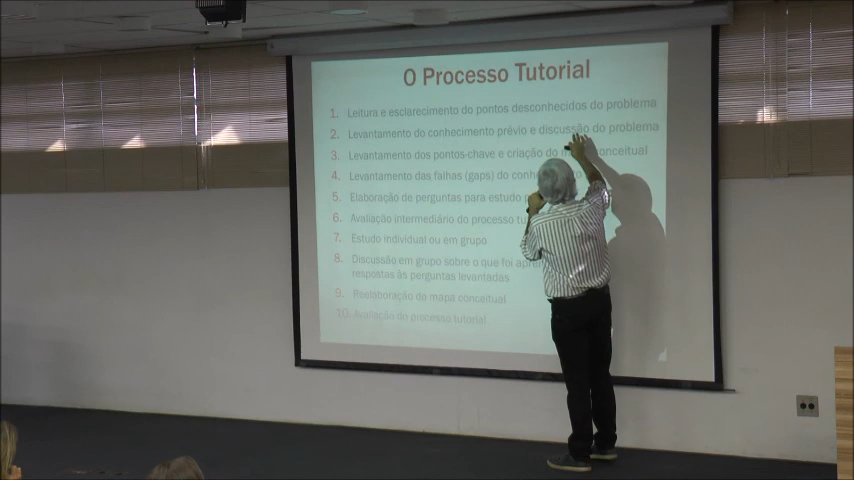 O Processo Tutorial
1. Leitura e esclarecimento do pontos desconhecidos do problema
2. Levantamento do conhecimento prévio e discussão do problema
3. Levantamento dos pontos-chave e criação do conceitual
4. Levantamento das falhas (gaps) do
5. Elaboração de perguntas para estudo
6. Avaliação intermediário do processo
7. Estudo individual ou em grupo
8. Discussão em grupo sobre o que foi
respostas às perguntas levantadas
9. Reelaboração do mapa conceitual
10. Avaliação do processo tutorial